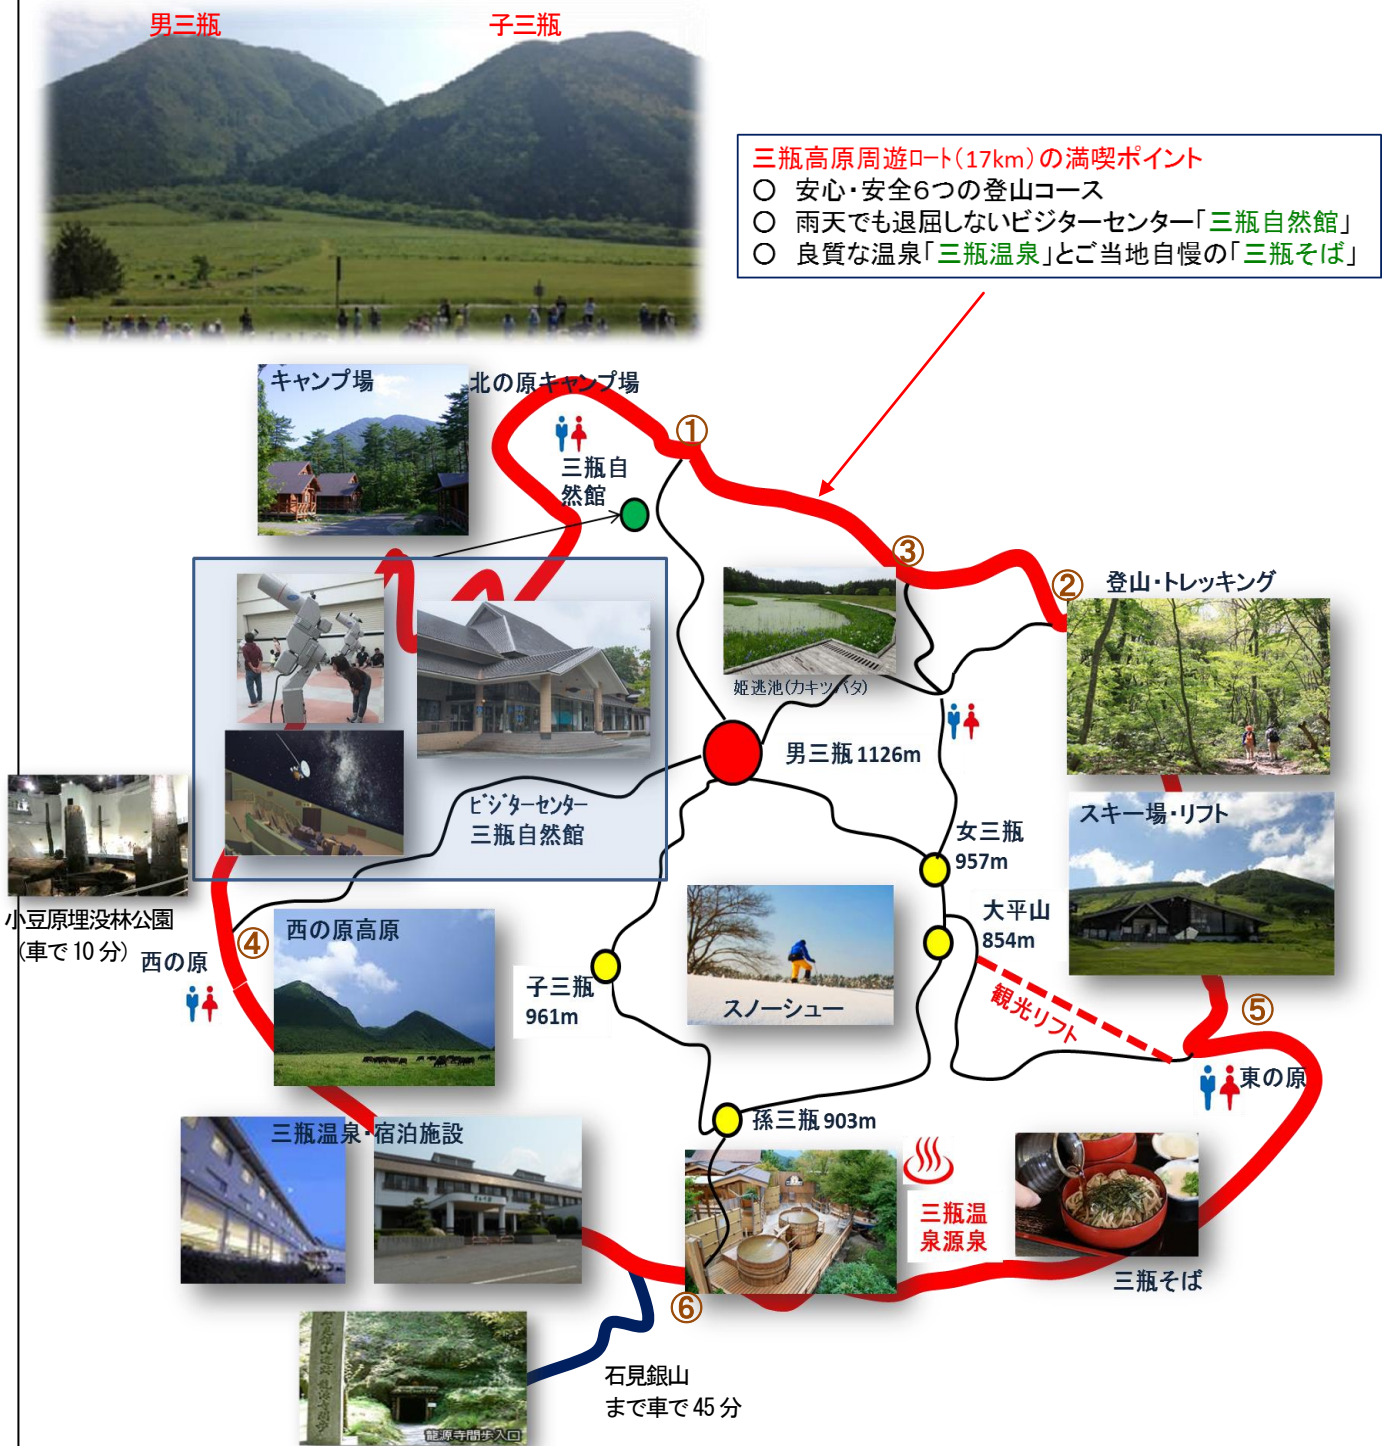 男三瓶
子三瓶
三瓶高原周遊ロート(17km)の満喫ポイント
○ 安心・安全6つの登山コース
○ 雨天でも退屈しないビジターセンター「三瓶自然館」
○ 良質な温泉「三瓶温泉」とご当地自慢の「三瓶そば」
キャンプ場
北の原キャンプ場
①
三瓶自
然館
③
②
登山・トレッキング
姫逃池(カキツバタ)
男三瓶 1126m
スキー場・リフト
ビジターセンター
三瓶自然館
女三瓶
957m
小豆原埋没林公園
(車で 10 分)
西の原
④
西の原高原
大平山
854m
子三瓶
961m
スノーシュー
観光リフト
⑤
東の原
三瓶温泉・宿泊施設
孫三瓶 903m
三瓶温
泉源泉
三瓶そば
⑥
石見銀山
まで車で 45 分
龍源寺間歩入口